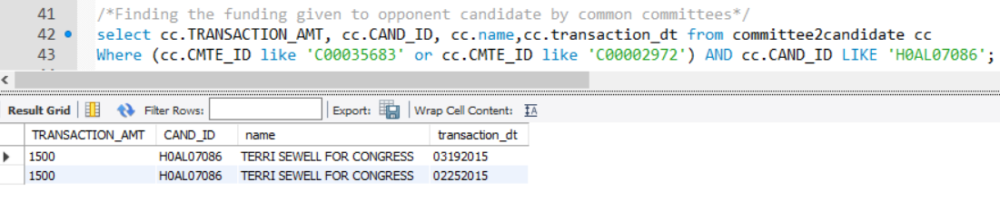 41 /*Finding the funding given to opponent candidate by common committees*/
42 select cc.TRANSACTION_AMT, cc.CAND_ID, cc.name,cc.transaction_dt from committee2candidate cc
43 Where (cc.CMTE_ID like 'C00035683' or cc.CMTE_ID like 'C00002972') AND cc.CAND_ID LIKE 'H0AL07086';
Result Grid Filter Rows: Export: Wrap Cell Content: IA
TRANSACTION_AMT CAND_ID name transaction_dt
1500 H0AL07086 TERRI SEWELL FOR CONGRESS 03192015
1500 H0AL07086 TERRI SEWELL FOR CONGRESS 02252015